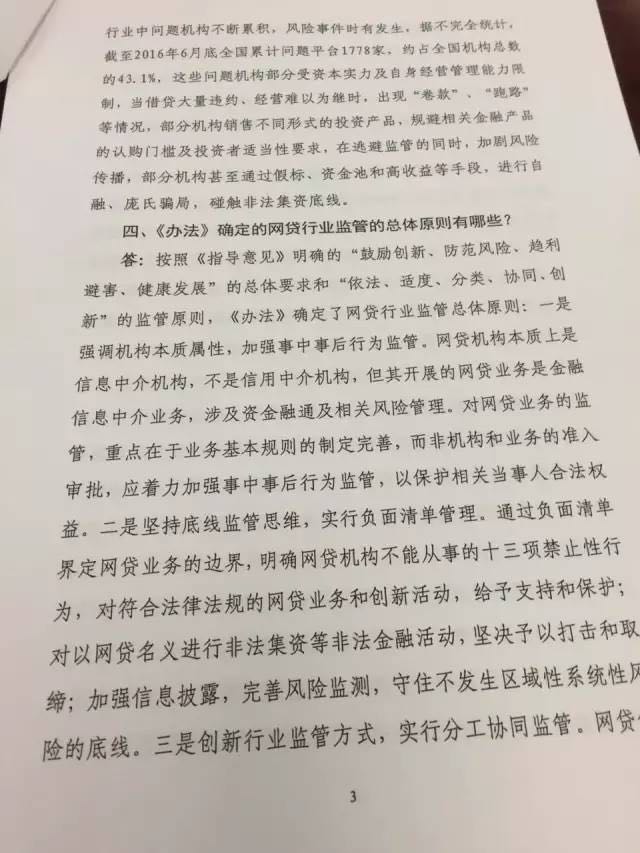 行业中问题机构不断累积，风险事件时有发生，据不完全统计，
截至2016年6月底全国累计问题平台1778家，约占全国机构总数
的43.1%，这些问题机构部分受资本实力及自身经营管理能力限
制，当借贷大量违约、经营难以为继时，出现“卷款”、“跑路”
等情况，部分机构销售不同形式的投资产品，规避相关金融产品
的认购门槛及投资者适当性要求，在逃避监管的同时，加剧风险
传播，部分机构甚至通过假标、资金池和高收益等手段，进行自
融、庞氏骗局，碰触非法集资底线。
四、《办法》确定的网贷行业监管的总体原则有哪些？
答：按照《指导意见》明确的“鼓励创新、防范风险、趋利
避害、健康发展”的总体要求和“依法、适度、分类、协同、创
新”的监管原则，《办法》确定了网贷行业监管总体原则：一是
强调机构本质属性，加强事中事后行为监管。网贷机构本质上是
信息中介机构，不是信用中介机构，但其开展的网贷业务是金融
信息中介业务，涉及资金融通及相关风险管理。对网贷业务的监
管，重点在于业务基本规则的制定完善，而非机构和业务的准入
审批，应着力加强事中事后行为监管，以保护相关当事人合法权
益。二是坚持底线监管思维，实行负面清单管理。通过负面清单
界定网贷业务的边界，明确网贷机构不能从事的十三项禁止性行
为，对符合法律法规的网贷业务和创新活动，给予支持和保护；
对以网贷名义进行非法集资等非法金融活动，坚决予以打击和取
缔；加强信息披露，完善风险监测，守住不发生区域性系统性风
险的底线。三是创新行业监管方式，实行分工协同监管。网贷
3